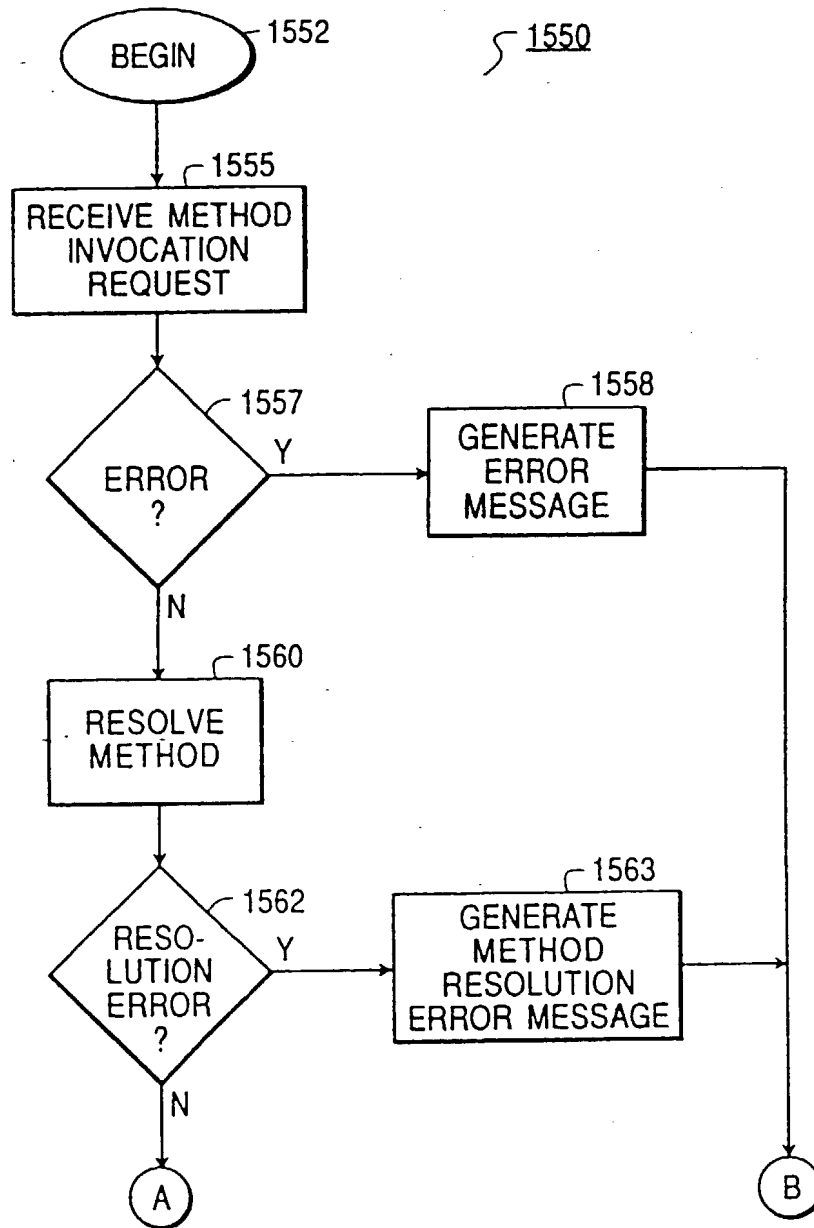 BEGIN
1552
1550
1555
RECEIVE METHOD
INVOCATION
REQUEST
1557
ERROR
?
Y
N
1558
GENERATE
ERROR
MESSAGE
1560
RESOLVE
METHOD
1562
RESO-
LUTION
ERROR
?
Y
N
1563
GENERATE
METHOD
RESOLUTION
ERROR MESSAGE
A
B